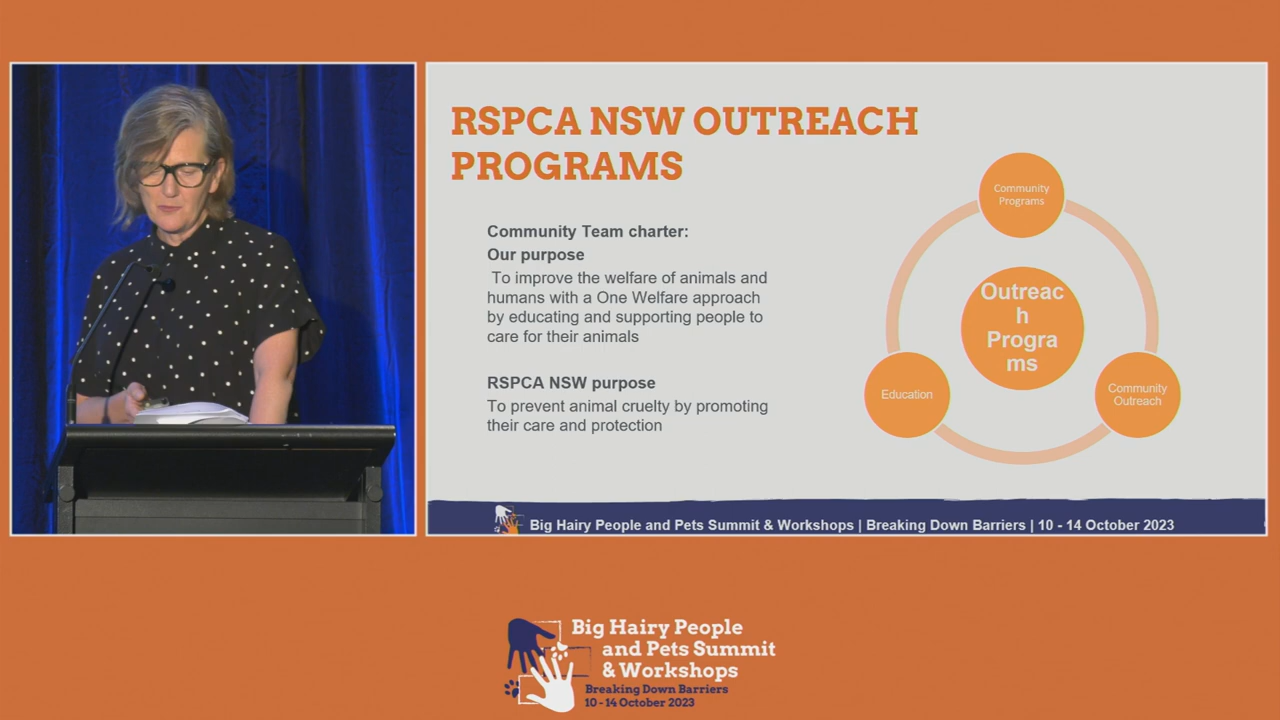 RSPCA NSW OUTREACH
PROGRAMS
Community Team charter:
Our purpose
To improve the welfare of animals and
humans with a One Welfare approach
by educating and supporting people to
care for their animals
RSPCA NSW purpose
To prevent animal cruelty by promoting
their care and protection
Community
Programs
Outreac
h
Progra
ms
Education
Community
Outreach
Big Hairy People and Pets Summit & Workshops | Breaking Down Barriers | 10 - 14 October 2023
Big Hairy People
and Pets Summit
& Workshops
Breaking Down Barriers
10 - 14 October 2023